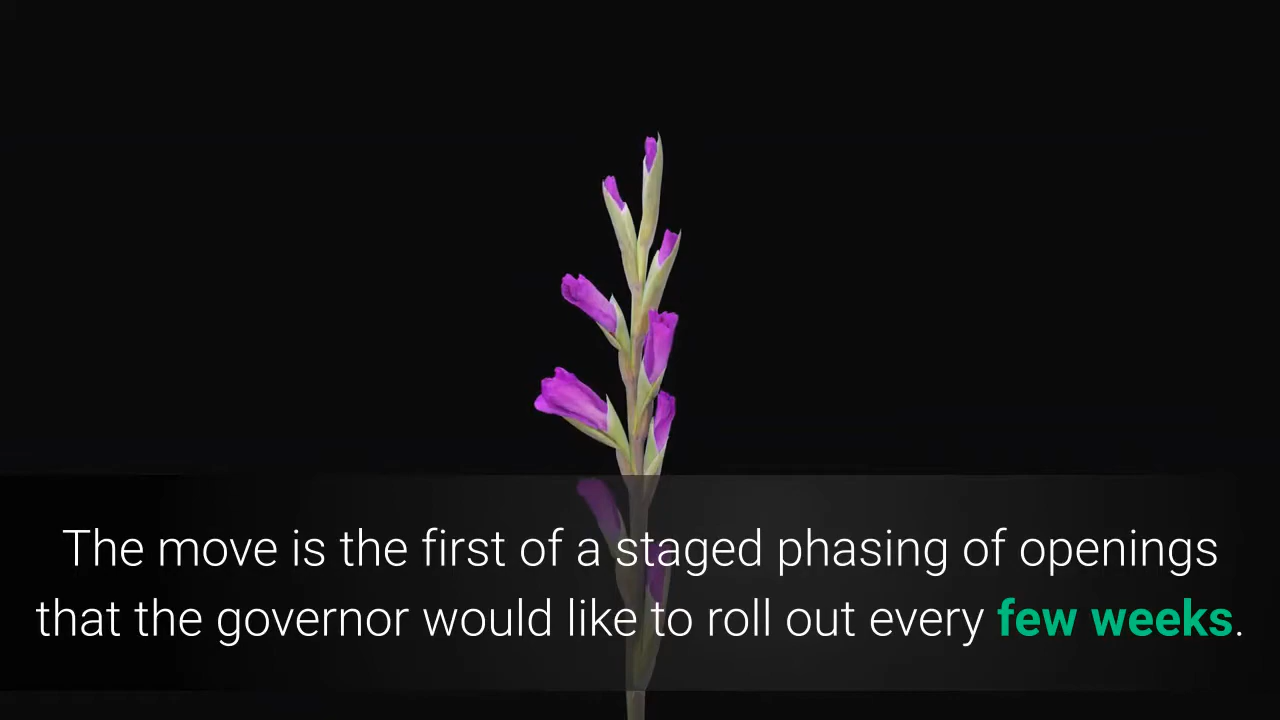 The move is the first of a staged phasing of openings
that the governor would like to roll out every few weeks.